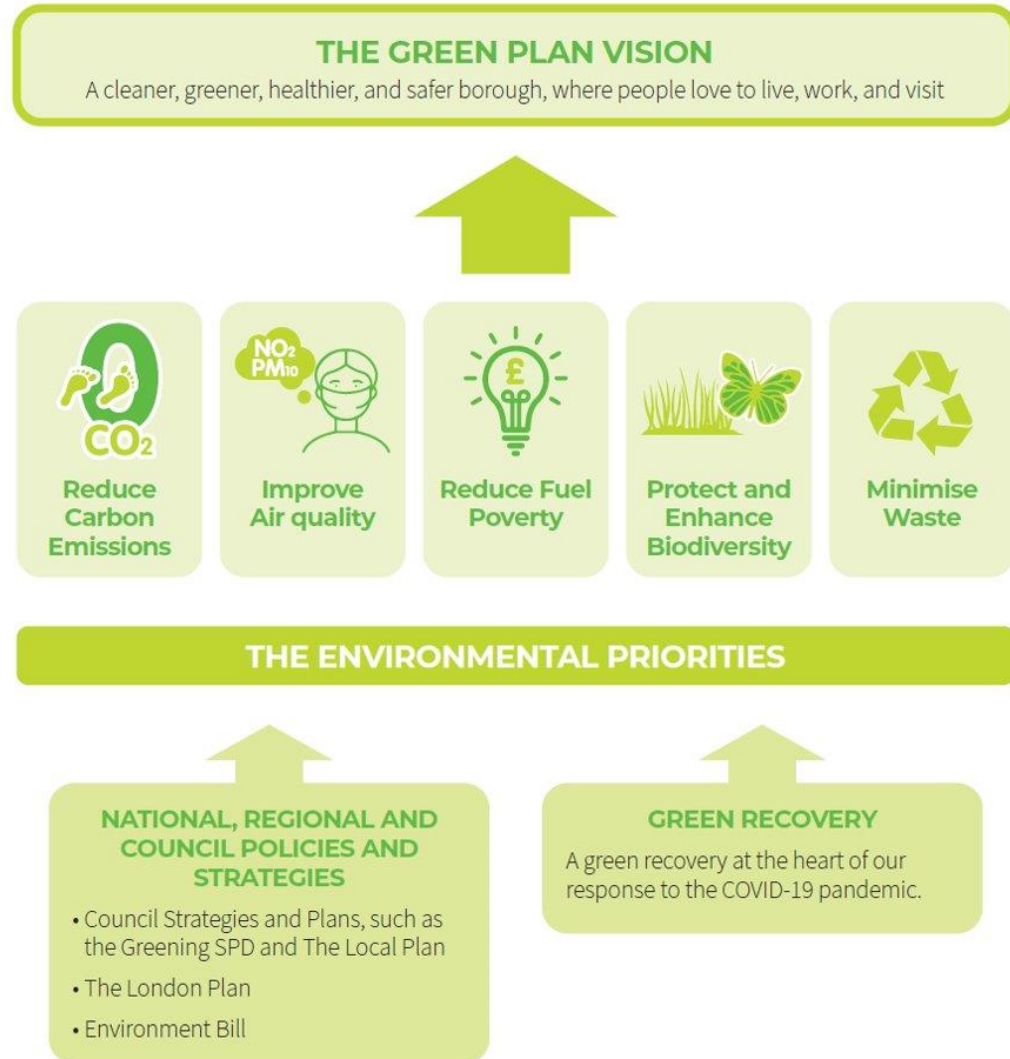 THE GREEN PLAN VISION
A cleaner, greener, healthier, and safer borough, where people love to live, work, and visit
0
CO₂
Reduce
Carbon
Emissions
NO₂
PM₁₀
Improve
Air quality
£
Reduce Fuel
Poverty
Protect and
Enhance
Biodiversity
Minimise
Waste
THE ENVIRONMENTAL PRIORITIES
NATIONAL, REGIONAL AND
COUNCIL POLICIES AND
STRATEGIES
• Council Strategies and Plans, such as
the Greening SPD and The Local Plan
• The London Plan
• Environment Bill
GREEN RECOVERY
A green recovery at the heart of our
response to the COVID-19 pandemic.